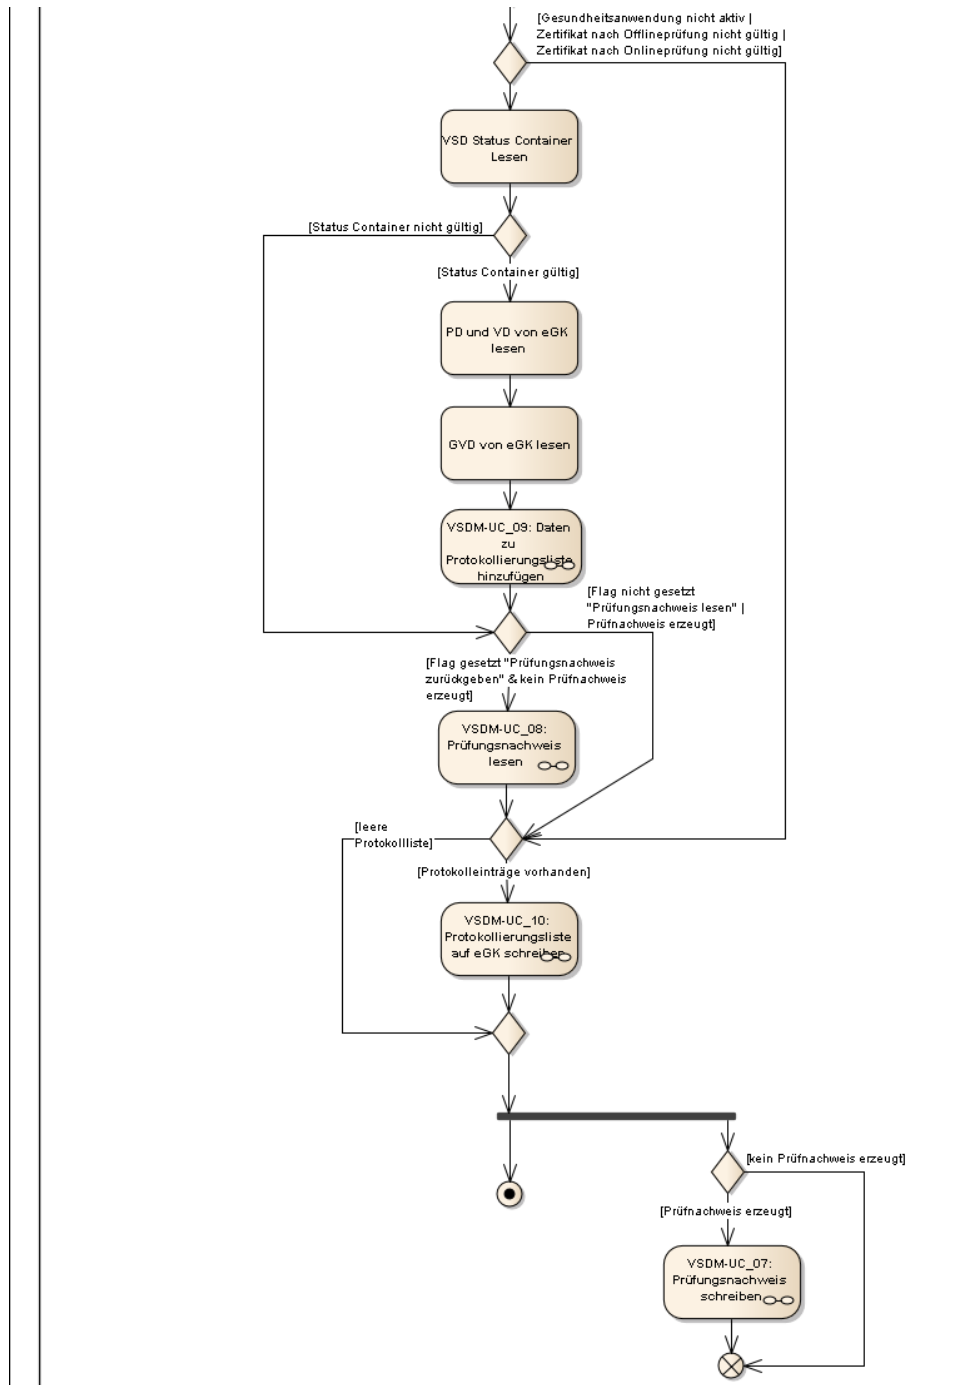 [Gesundheitsanwendung nicht aktiv |
Zertifikat nach Offlineprüfung nicht gültig |
Zertifikat nach Onlineprüfung nicht gültig]
VSD Status Container
Lesen
[Status Container nicht gültig]
[Status Container gültig]
PD und VD von eGK
lesen
GVD von eGK lesen
VSDM-UC_09: Daten
zu
Protokollierungsliste
hinzufügen
[Flag nicht gesetzt
"Prüfungsnachweis lesen" |
Prüfnachweis erzeugt]
[Flag gesetzt "Prüfungsnachweis
zurückgeben" & kein Prüfnachweis
erzeugt]
VSDM-UC_08:
Prüfungsnachweis
lesen
[leere
Protokollliste]
[Protokolleinträge vorhanden]
VSDM-UC_10:
Protokollierungsliste
auf eGK schreiben
[kein Prüfnachweis erzeugt]
[Prüfnachweis erzeugt]
VSDM-UC_07:
Prüfungsnachweis
schreiben